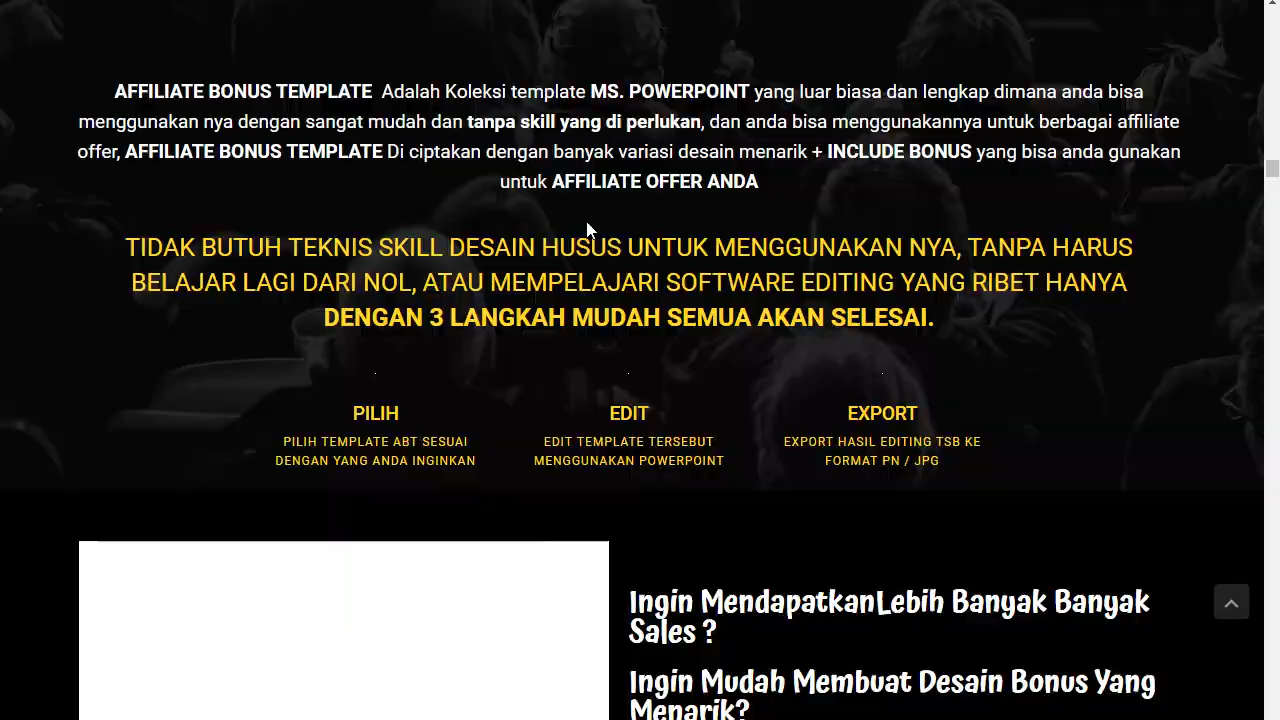 AFFILIATE BONUS TEMPLATE Adalah Koleksi template MS. POWERPOINT yang luar biasa dan lengkap dimana anda bisa
menggunakan nya dengan sangat mudah dan tanpa skill yang di perlukan, dan anda bisa menggunakannya untuk berbagai affiliate
offer, AFFILIATE BONUS TEMPLATE Di ciptakan dengan banyak variasi desain menarik + INCLUDE BONUS yang bisa anda gunakan
untuk AFFILIATE OFFER ANDA
TIDAK BUTUH TEKNIS SKILL DESAIN HUSUS UNTUK MENGGUNAKAN NYA, TANPA HARUS
BELAJAR LAGI DARI NOL, ATAU MEMPELAJARI SOFTWARE EDITING YANG RIBET HANYA
DENGAN 3 LANGKAH MUDAH SEMUA AKAN SELESAI.
PILIH
PILIH TEMPLATE ABT SESUAI
DENGAN YANG ANDA INGINKAN
EDIT
EDIT TEMPLATE TERSEBUT
MENGGUNAKAN POWERPOINT
EXPORT
EXPORT HASIL EDITING TSB KE
FORMAT PN / JPG
Ingin MendapatkanLebih Banyak Banyak
Sales ?
Ingin Mudah Membuat Desain Bonus Yang
Menarik?